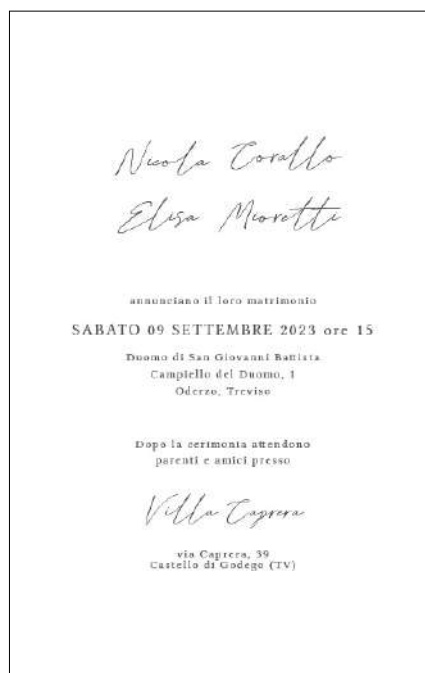 Nicola Corallo
Elisa Mioretti
annunciano il loro matrimonio
SABATO 09 SETTEMBRE 2023 ore 15
Duomo di San Giovanni Battista
Campiello del Duomo, 1
Oderzo, Treviso
Dopo la cerimonia attendono
parenti e amici presso
Villa Caprera
via Caprera, 39
Castello di Godego (TV)